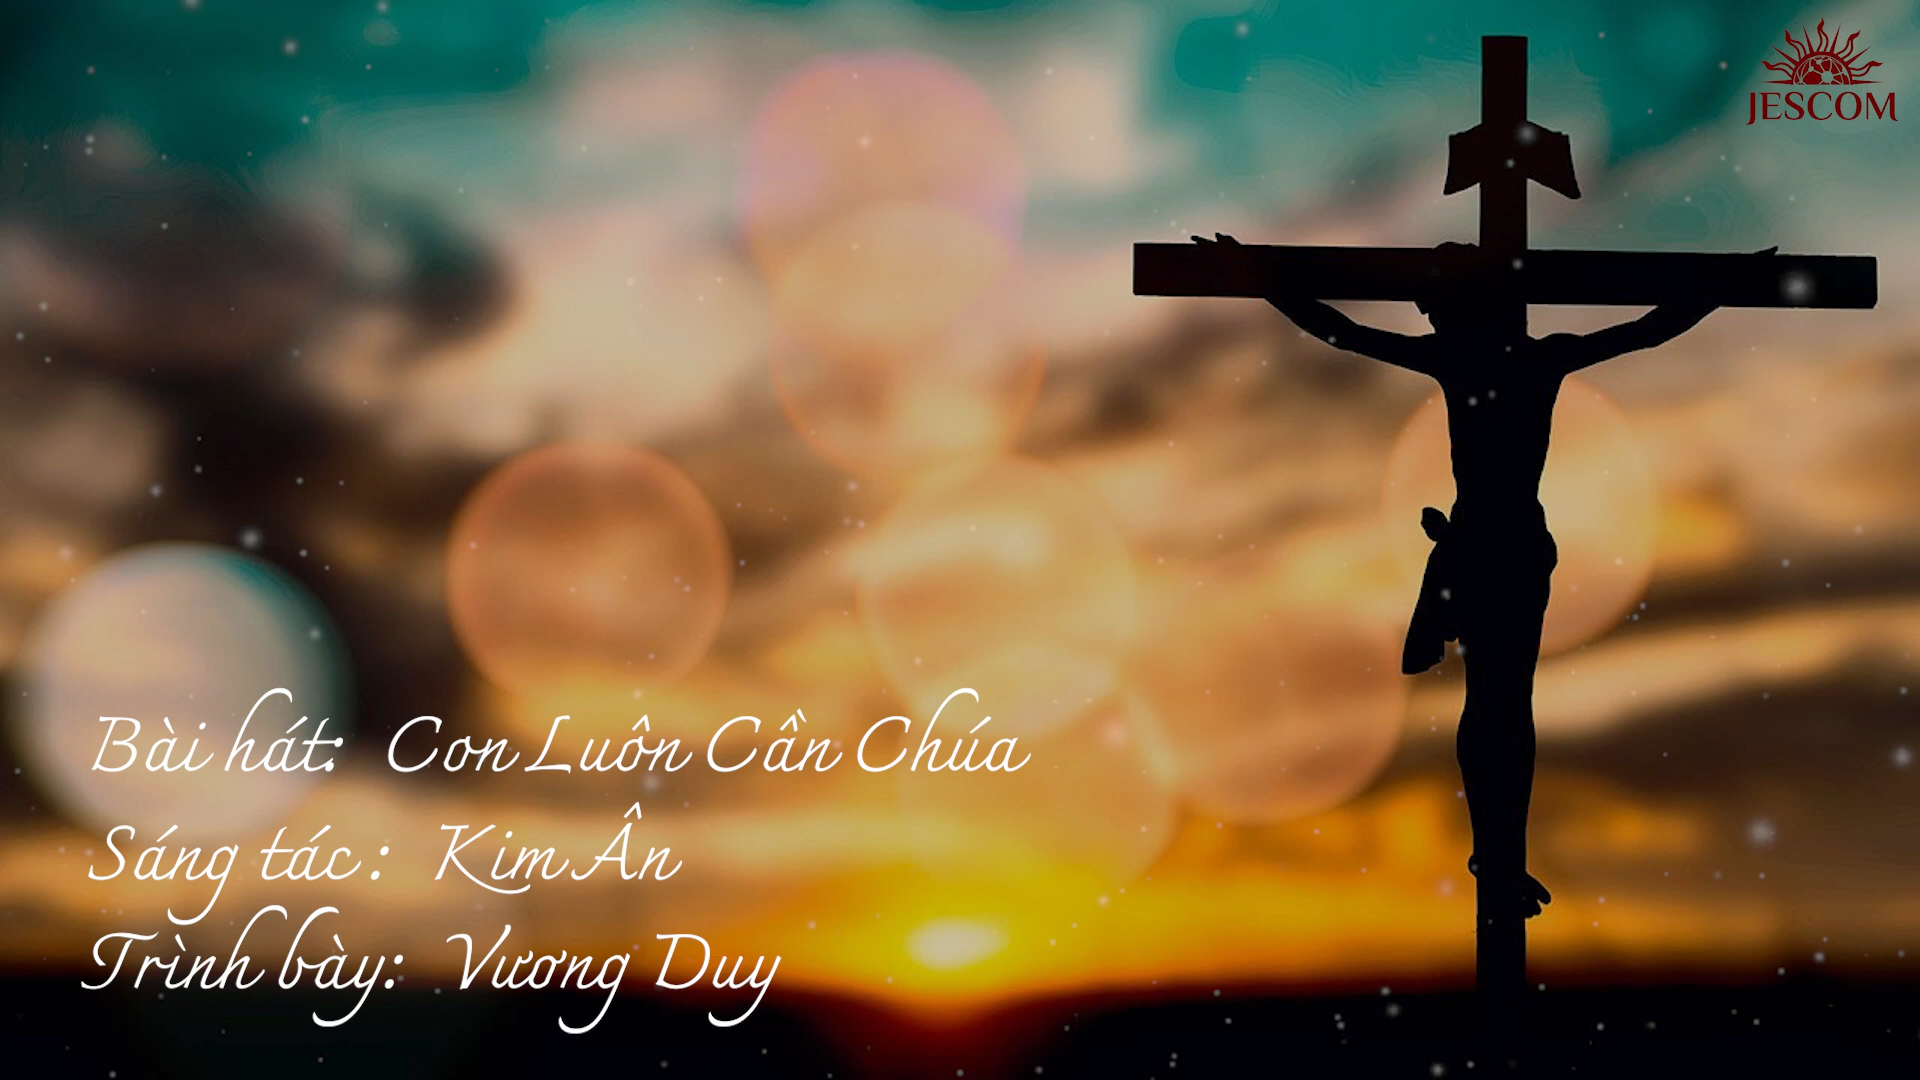 JESCOM
Bài hát: Con Luôn Cần Chúa
Sáng tác : Kim Ân
Trình bày: Vương Duy